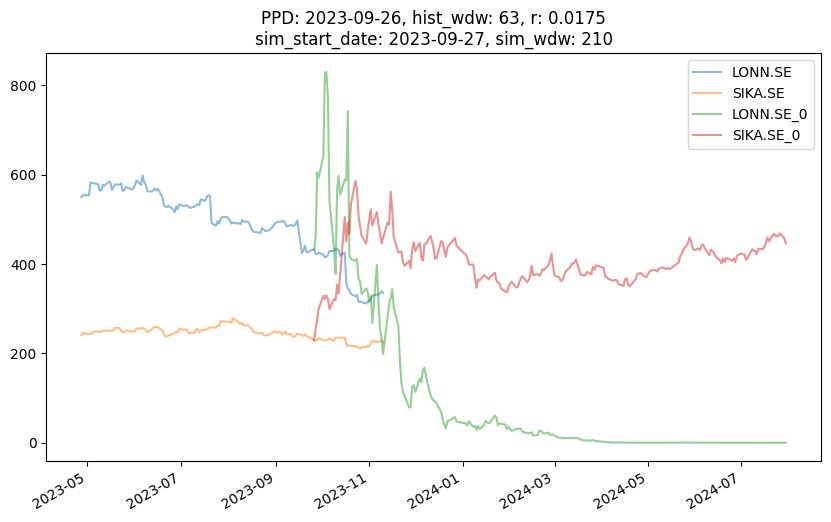 PPD: 2023-09-26, hist_wdw: 63, r: 0.0175
sim_start_date: 2023-09-27, sim_wdw: 210
LONN.SE
SIKA.SE
LONN.SE_0
SIKA.SE_0
800
600
400
200
0
2023-05
2023-07
2023-09
2023-11
2024-01
2024-03
2024-05
2024-07